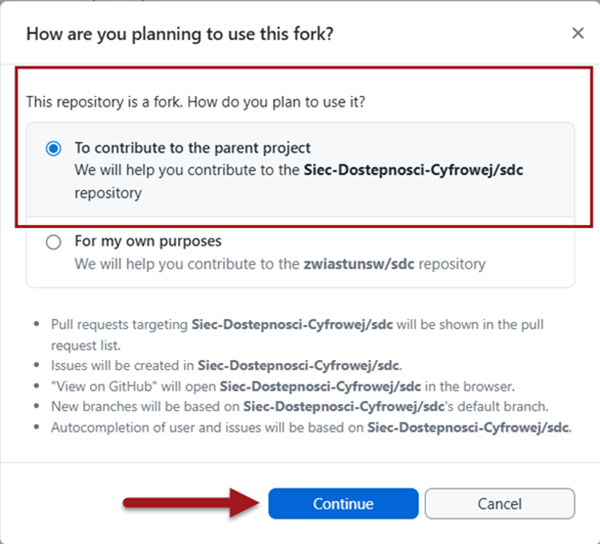 How are you planning to use this fork?
This repository is a fork. How do you plan to use it?
To contribute to the parent project
We will help you contribute to the Siec-Dostepnosci-Cyfrowej/sdc
repository
For my own purposes
We will help you contribute to the zwiastunsw/sdc repository
• Pull requests targeting Siec-Dostepnosci-Cyfrowej/sdc will be shown in the pull
request list.
• Issues will be created in Siec-Dostepnosci-Cyfrowej/sdc.
• "View on GitHub" will open Siec-Dostepnosci-Cyfrowej/sdc in the browser.
• New branches will be based on Siec-Dostepnosci-Cyfrowej/sdc's default branch.
• Autocompletion of user and issues will be based on Siec-Dostepnosci-Cyfrowej/sdc.
Continue
Cancel